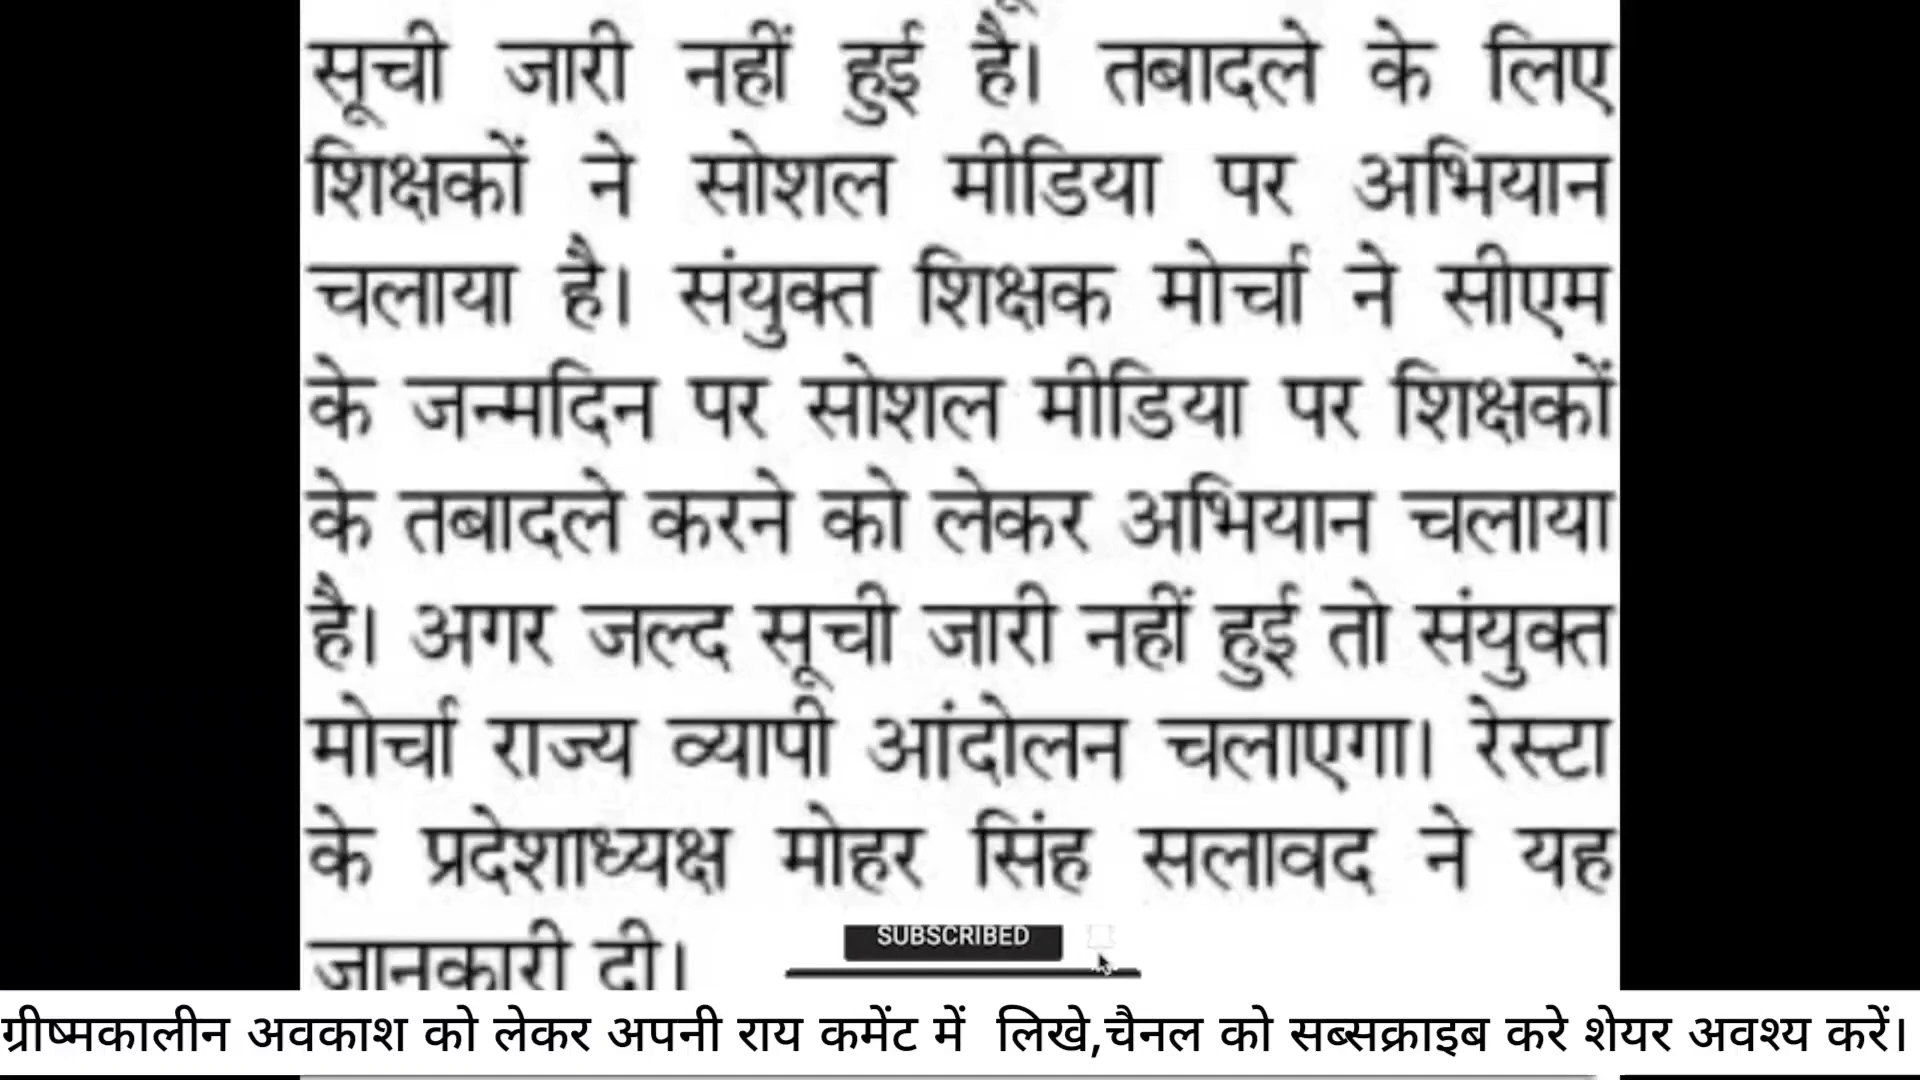 सूची जारी नहीं हुई है। तबादले के लिए
शिक्षकों ने सोशल मीडिया पर अभियान
चलाया है। संयुक्त शिक्षक मोर्चा ने सीएम
के जन्मदिन पर सोशल मीडिया पर शिक्षकों
के तबादले करने को लेकर अभियान चलाया
है। अगर जल्द सूची जारी नहीं हुई तो संयुक्त
मोर्चा राज्य व्यापी आंदोलन चलाएगा। रेस्टा
के प्रदेशाध्यक्ष मोहर सिंह सलावद ने यह
जानकारी दी।
SUBSCRIBED
ग्रीष्मकालीन अवकाश को लेकर अपनी राय कमेंट में लिखे,चैनल को सब्सक्राइब करे शेयर अवश्य करें।